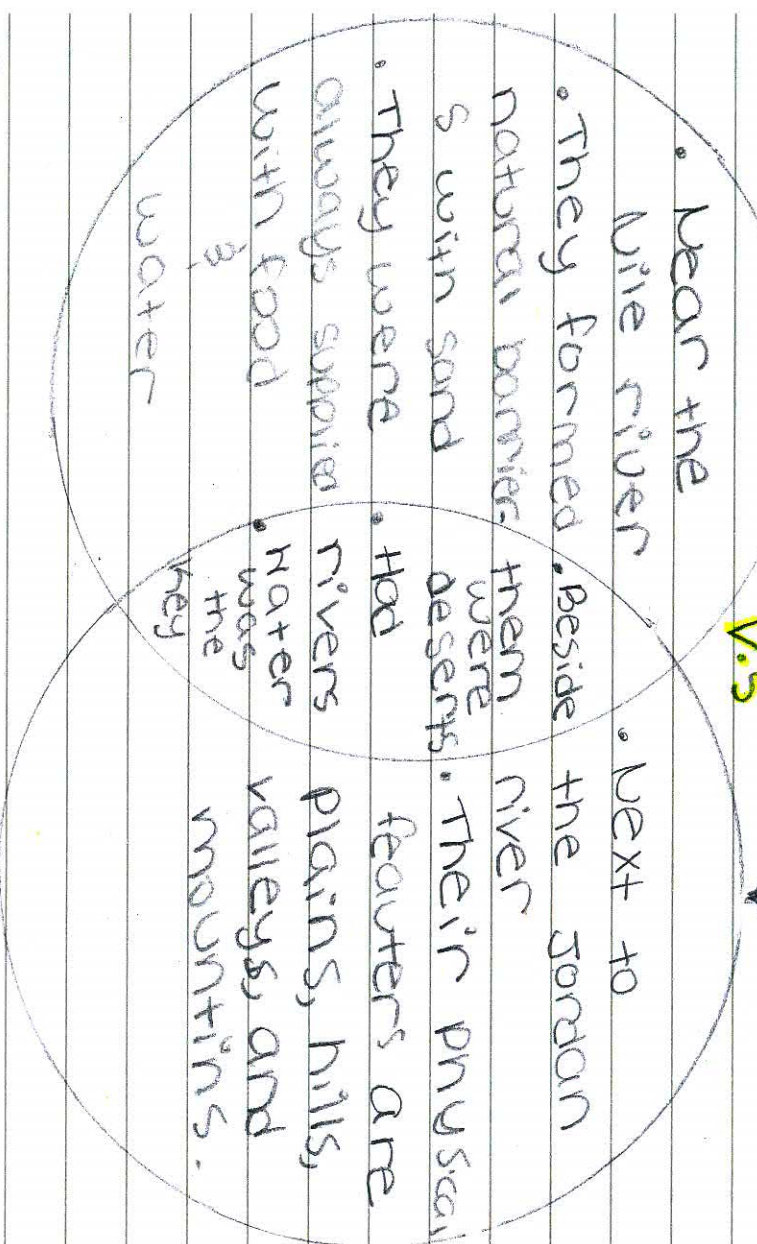 V.S
• Near the
Nile river
• They formed
natural barrier
s with sand
• They were
always supplied
with food
&
water
• Beside
them
were
deserts
• Had
rivers
• Water
was
the
key
• Next to
the Jordan
river
• Their physical
feauters are
plains, hills,
valleys, and
mountins.